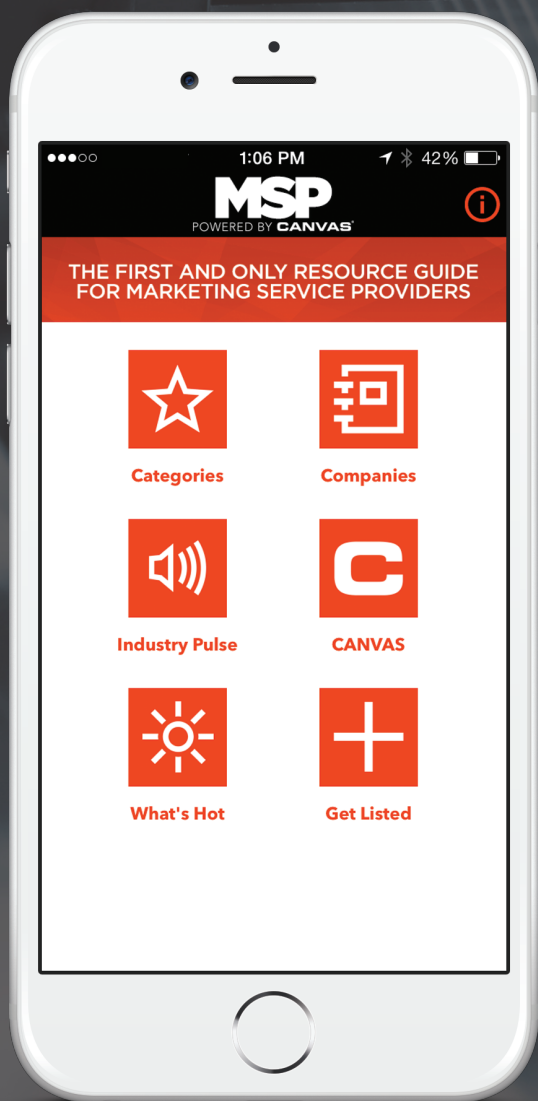 1:06 PM
42%
MSP
POWERED BY CANVAS
i
THE FIRST AND ONLY RESOURCE GUIDE
FOR MARKETING SERVICE PROVIDERS
Categories
Companies
C
Industry Pulse
CANVAS
What's Hot
Get Listed